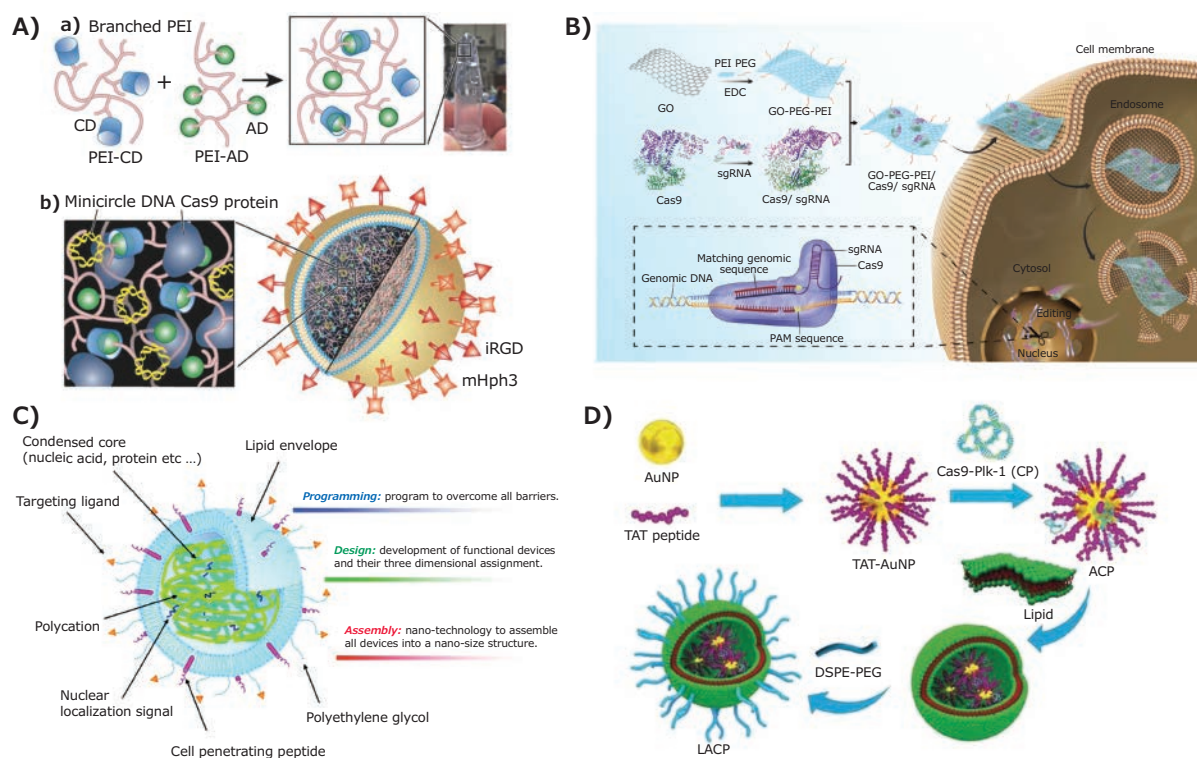 A)
a) Branched PEI
CD
PEI-CD
+
PEI-AD
AD
b) Minicircle DNA Cas9 protein
iRGD
mHph3
B)
GO
PEI PEG
EDC
GO-PEG-PEI
Cas9
sgRNA
Cas9/ sgRNA
GO-PEG-PEI/
Cas9/ sgRNA
Cell membrane
Endosome
Cytosol
Editing
Nucleus
Genomic DNA
Matching genomic
sequence
sgRNA
Cas9
PAM sequence
C)
Condensed core
(nucleic acid, protein etc ...)
Lipid envelope
Targeting ligand
Programming: program to overcome all barriers.
Design: development of functional devices
and their three dimensional assignment.
Polycation
Assembly: nano-technology to assemble
all devices into a nano-size structure.
Nuclear
localization signal
Polyethylene glycol
Cell penetrating peptide
D)
AuNP
TAT peptide
TAT-AuNP
Cas9-Plk-1 (CP)
ACP
Lipid
DSPE-PEG
LACP